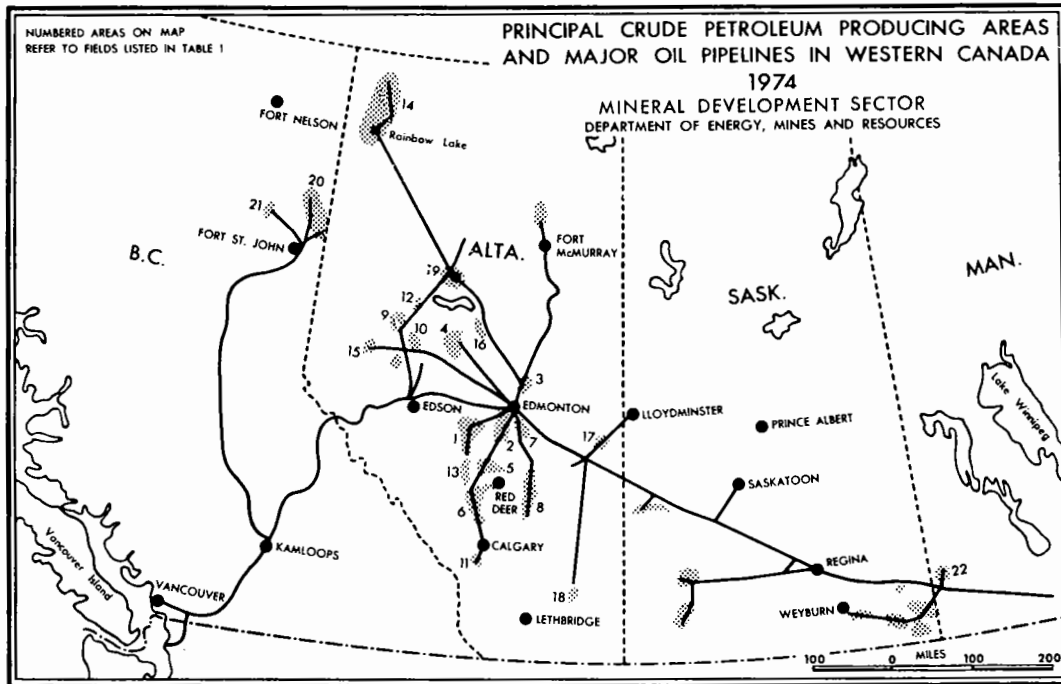 NUMBERED AREAS ON MAP
REFER TO FIELDS LISTED IN TABLE 1
PRINCIPAL CRUDE PETROLEUM PRODUCING AREAS
AND MAJOR OIL PIPELINES IN WESTERN CANADA
1974
MINERAL DEVELOPMENT SECTOR
DEPARTMENT OF ENERGY, MINES AND RESOURCES
14
FORT NELSON
Rainbow Lake
20
21
FORT ST. JOHN
B.C.
ALTA.
FORT
McMURRAY
MAN.
SASK.
19
12
9
10
4
16
15
3
EDSON
EDMONTON
LLOYDMINSTER
PRINCE ALBERT
Lake Winnipeg
1
2
7
17
13
5
RED
DEER
SASKATOON
6
8
KAMLOOPS
CALGARY
11
Vancouver Island
VANCOUVER
REGINA
22
18
WEYBURN
LETHBRIDGE
MILES
100 0 100 200